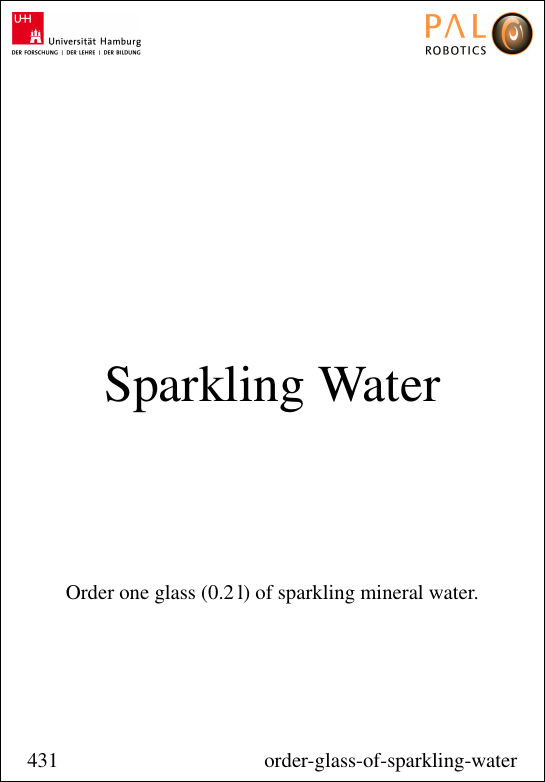 UHH
Universität Hamburg
DER FORSCHUNG | DER LEHRE | DER BILDUNG
PAL
ROBOTICS
Sparkling Water
Order one glass (0.2 l) of sparkling mineral water.
431 order-glass-of-sparkling-water